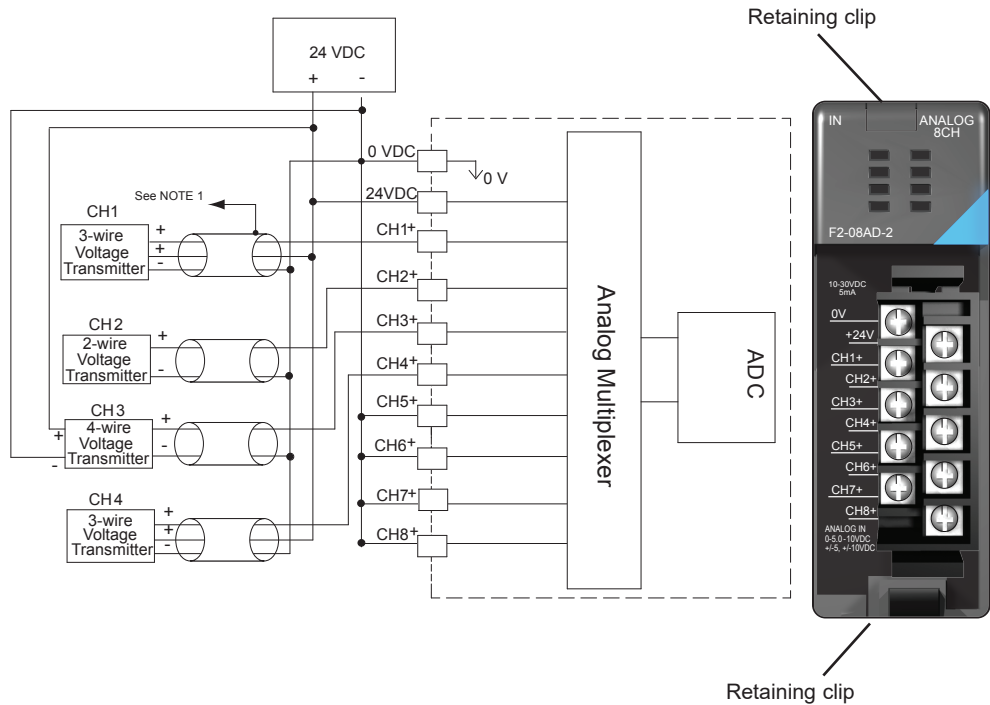 Retaining clip
24 VDC
+ -
0 VDC
0 V
24VDC
See NOTE 1
CH1
3-wire
Voltage
Transmitter
+
+
-
CH1+
CH2
2-wire
Voltage
Transmitter
+
-
CH2+
CH3
4-wire
Voltage
Transmitter
+
-
+
-
CH3+
CH4
3-wire
Voltage
Transmitter
+
+
-
CH4+
CH5+
CH6+
CH7+
CH8+
Analog Multiplexer
ADC
IN
ANALOG
8CH
F2-08AD-2
10-30VDC
5mA
0V
+24V
CH1+
CH2+
CH3+
CH4+
CH5+
CH6+
CH7+
CH8+
ANALOG IN
0-5.0 -10VDC
+/-5, +/-10VDC
Retaining clip